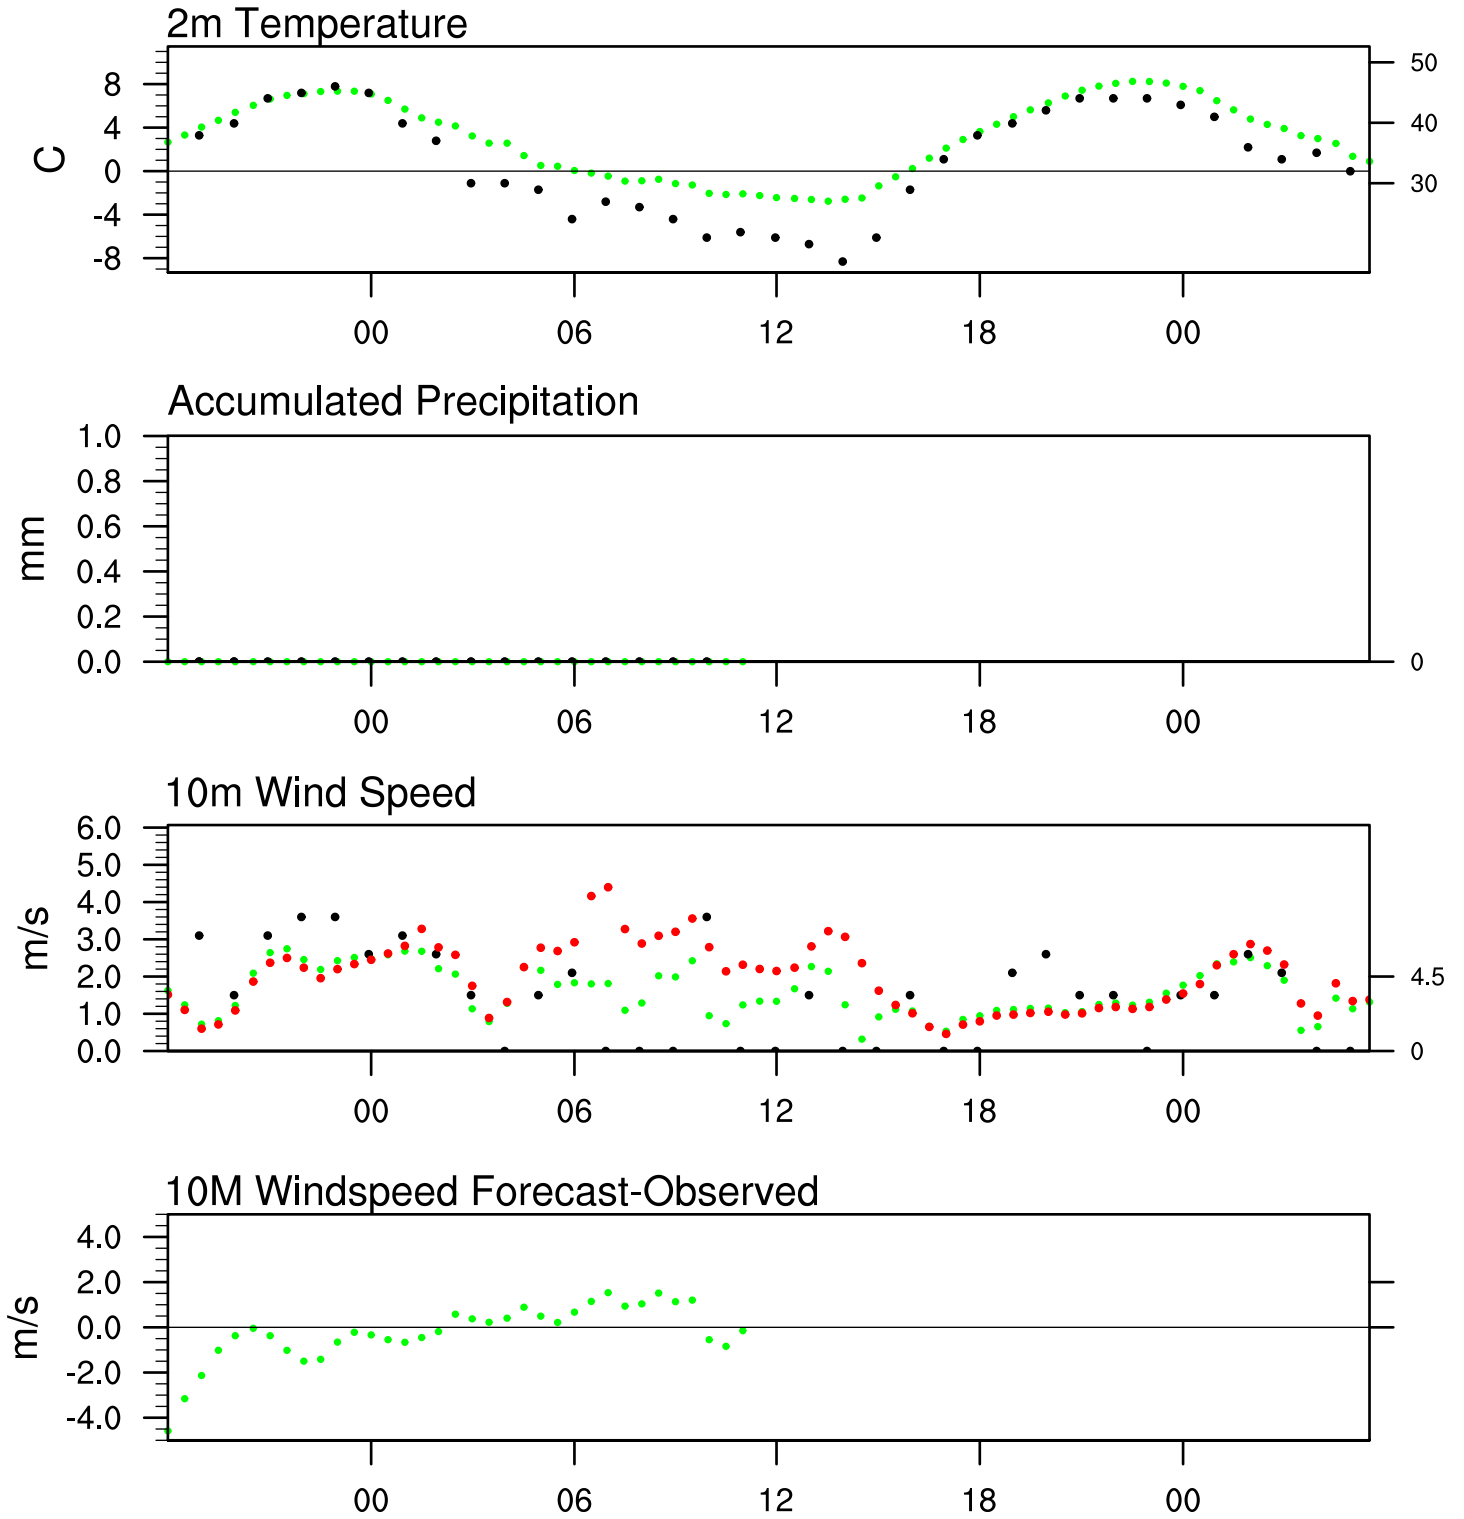 2m Temperature
8
4
0
-4
-8
C
50
40
30
00 06 12 18 00
Accumulated Precipitation
1.0
0.8
0.6
0.4
0.2
0.0
mm
0
00 06 12 18 00
10m Wind Speed
6.0
5.0
4.0
3.0
2.0
1.0
0.0
m/s
4.5
0
00 06 12 18 00
10M Windspeed Forecast-Observed
4.0
2.0
0.0
-2.0
-4.0
m/s
00 06 12 18 00